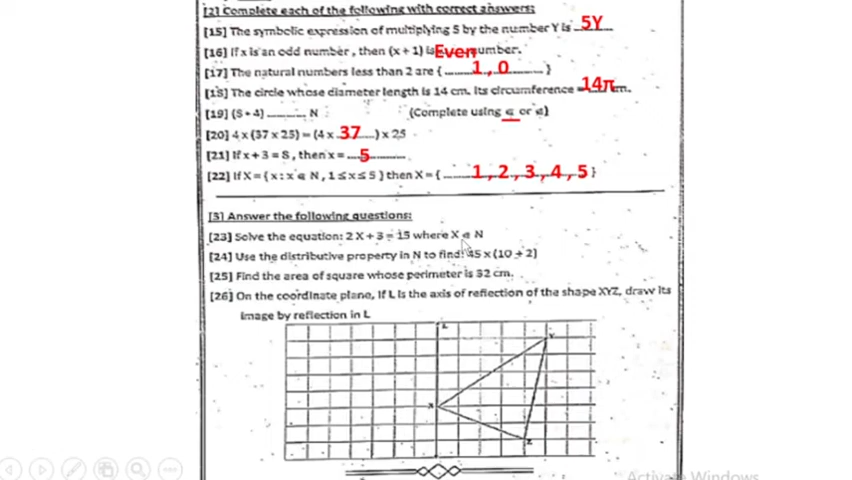 [2] Complete each of the following with correct answers:
[15] The symbolic expression of multiplying 5 by the number Y is 5Y
[16] If x is an odd number, then (x + 1) is Even number.
[17] The natural numbers less than 2 are { 1 , 0 }
[18] The circle whose diameter length is 14 cm. Its circumference = 14π cm.
[19] (8 ÷ 4) .......... N (Complete using ∈ or ∉)
[20] 4 x (37 x 25) = (4 x 37 ) x 25
[21] If x + 3 = 8, then x = 5
[22] If X = { x : x ∈ N , 1 ≤ x ≤ 5 } then X = { 1 , 2 , 3 , 4 , 5 }
[3] Answer the following questions:
[23] Solve the equation: 2 X + 3 = 15 where X ∈ N
[24] Use the distributive property in N to find: 45 x (10 + 2)
[25] Find the area of square whose perimeter is 32 cm.
[26] On the coordinate plane, if L is the axis of reflection of the shape XYZ, draw its
image by reflection in L
L
Y
X
Z
Activate Windows